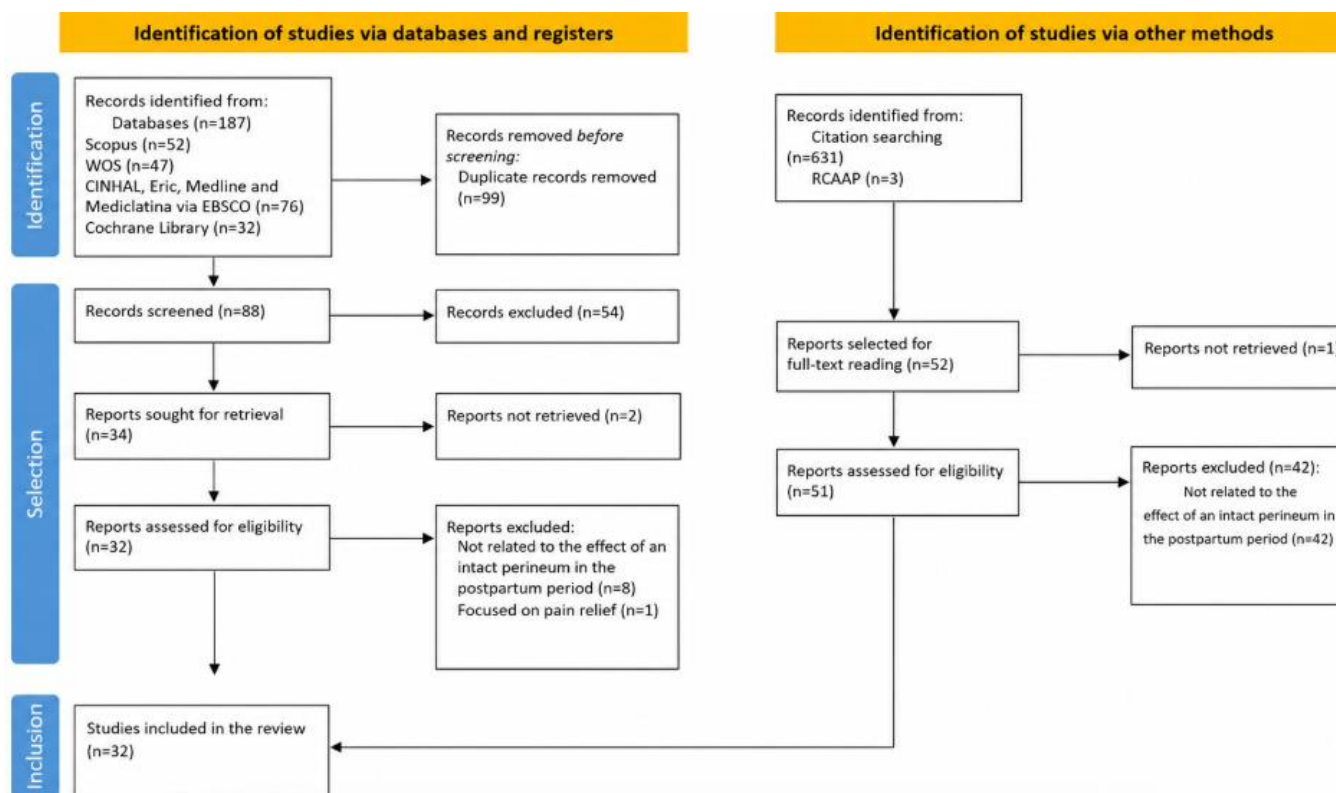 Identification of studies via databases and registers
Identification of studies via other methods
Identification
Records identified from:
Databases (n=187)
Scopus (n=52)
WOS (n=47)
CINHAL, Eric, Medline and
Mediclatina via EBSCO (n=76)
Cochrane Library (n=32)
Records removed before
screening:
Duplicate records removed
(n=99)
Records identified from:
Citation searching
(n=631)
RCAAP (n=3)
Selection
Records screened (n=88)
Records excluded (n=54)
Reports selected for
full-text reading (n=52)
Reports not retrieved (n=1)
Reports sought for retrieval
(n=34)
Reports not retrieved (n=2)
Reports assessed for eligibility
(n=51)
Reports excluded (n=42):
Not related to the
effect of an intact perineum in
the postpartum period (n=42)
Reports assessed for eligibility
(n=32)
Reports excluded:
Not related to the effect of an
intact perineum in the
postpartum period (n=8)
Focused on pain relief (n=1)
Inclusion
Studies included in the review
(n=32)